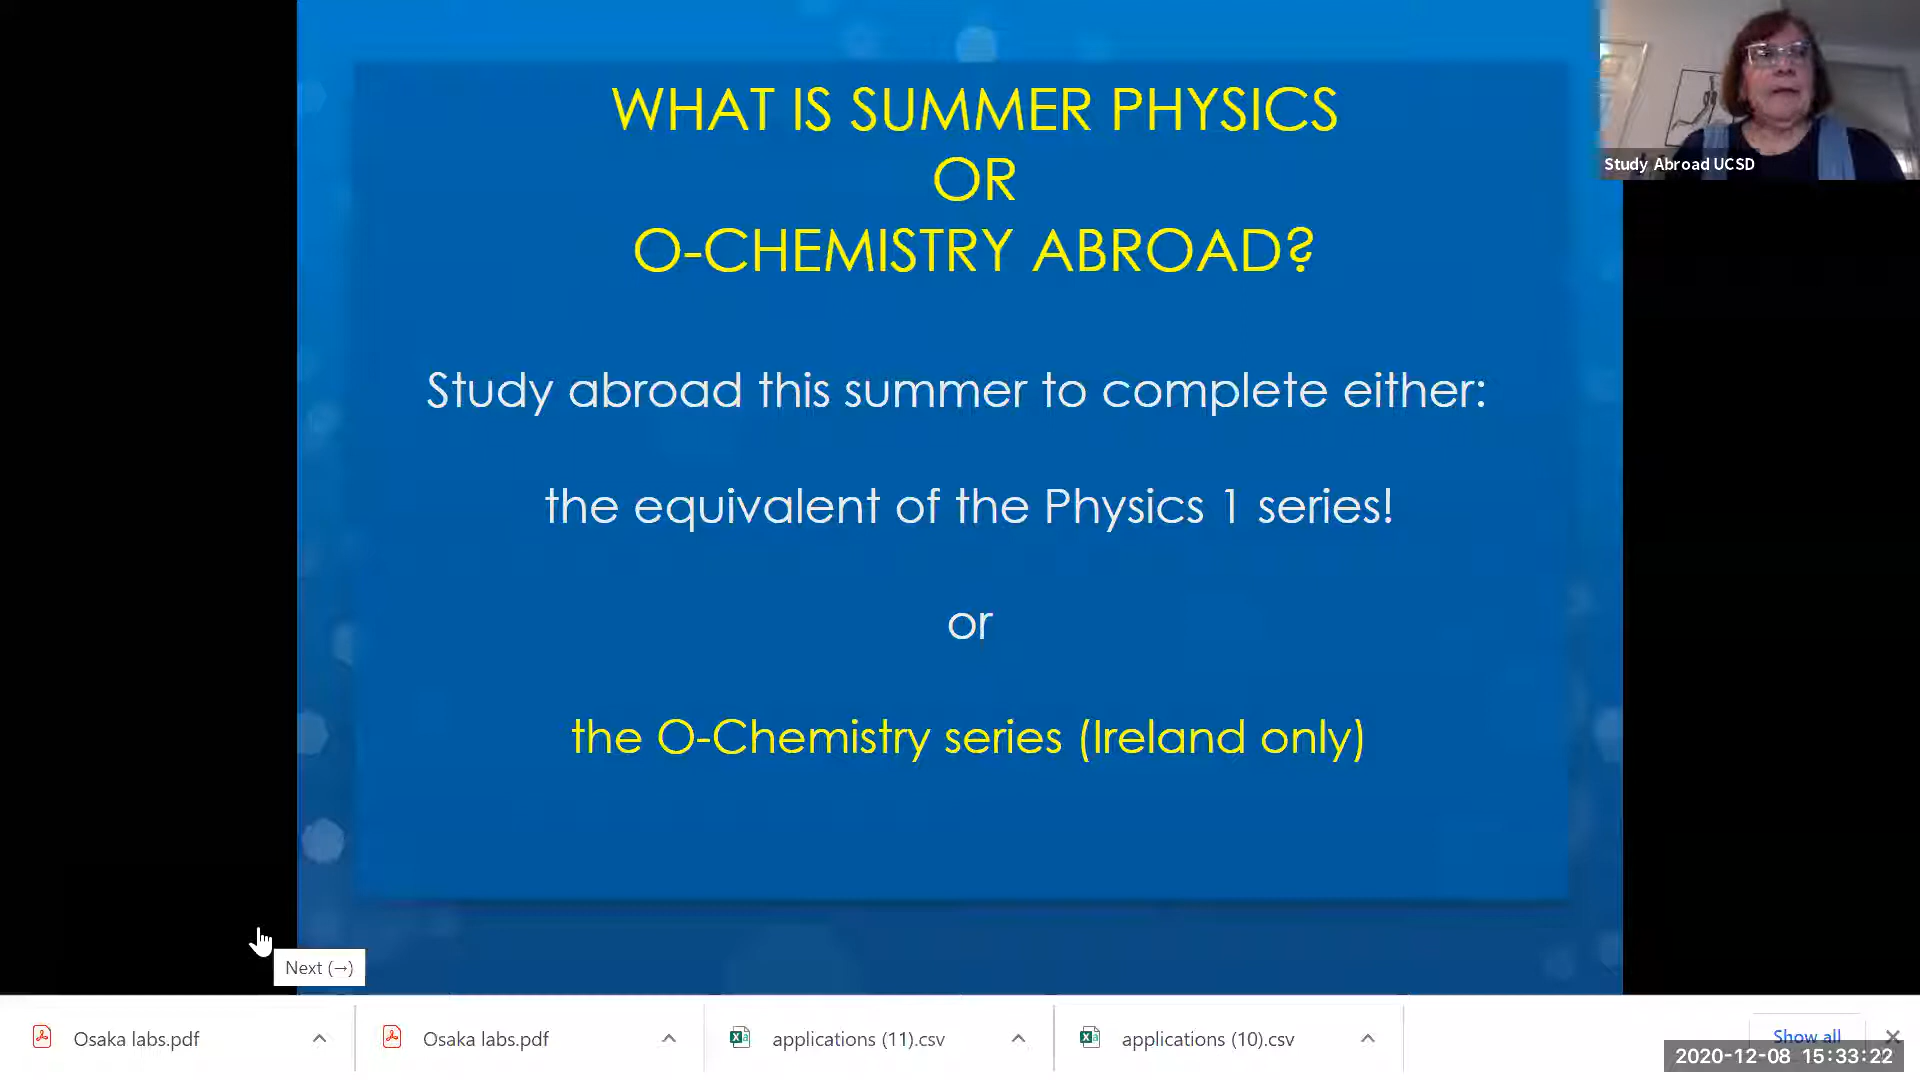 WHAT IS SUMMER PHYSICS
OR
O-CHEMISTRY ABROAD?
Study Abroad UCSD
Study abroad this summer to complete either:
the equivalent of the Physics 1 series!
or
the O-Chemistry series (Ireland only)
Next (→)
Osaka labs.pdf
Osaka labs.pdf
applications (11).csv
applications (10).csv
Show all
2020-12-08 15:33:22